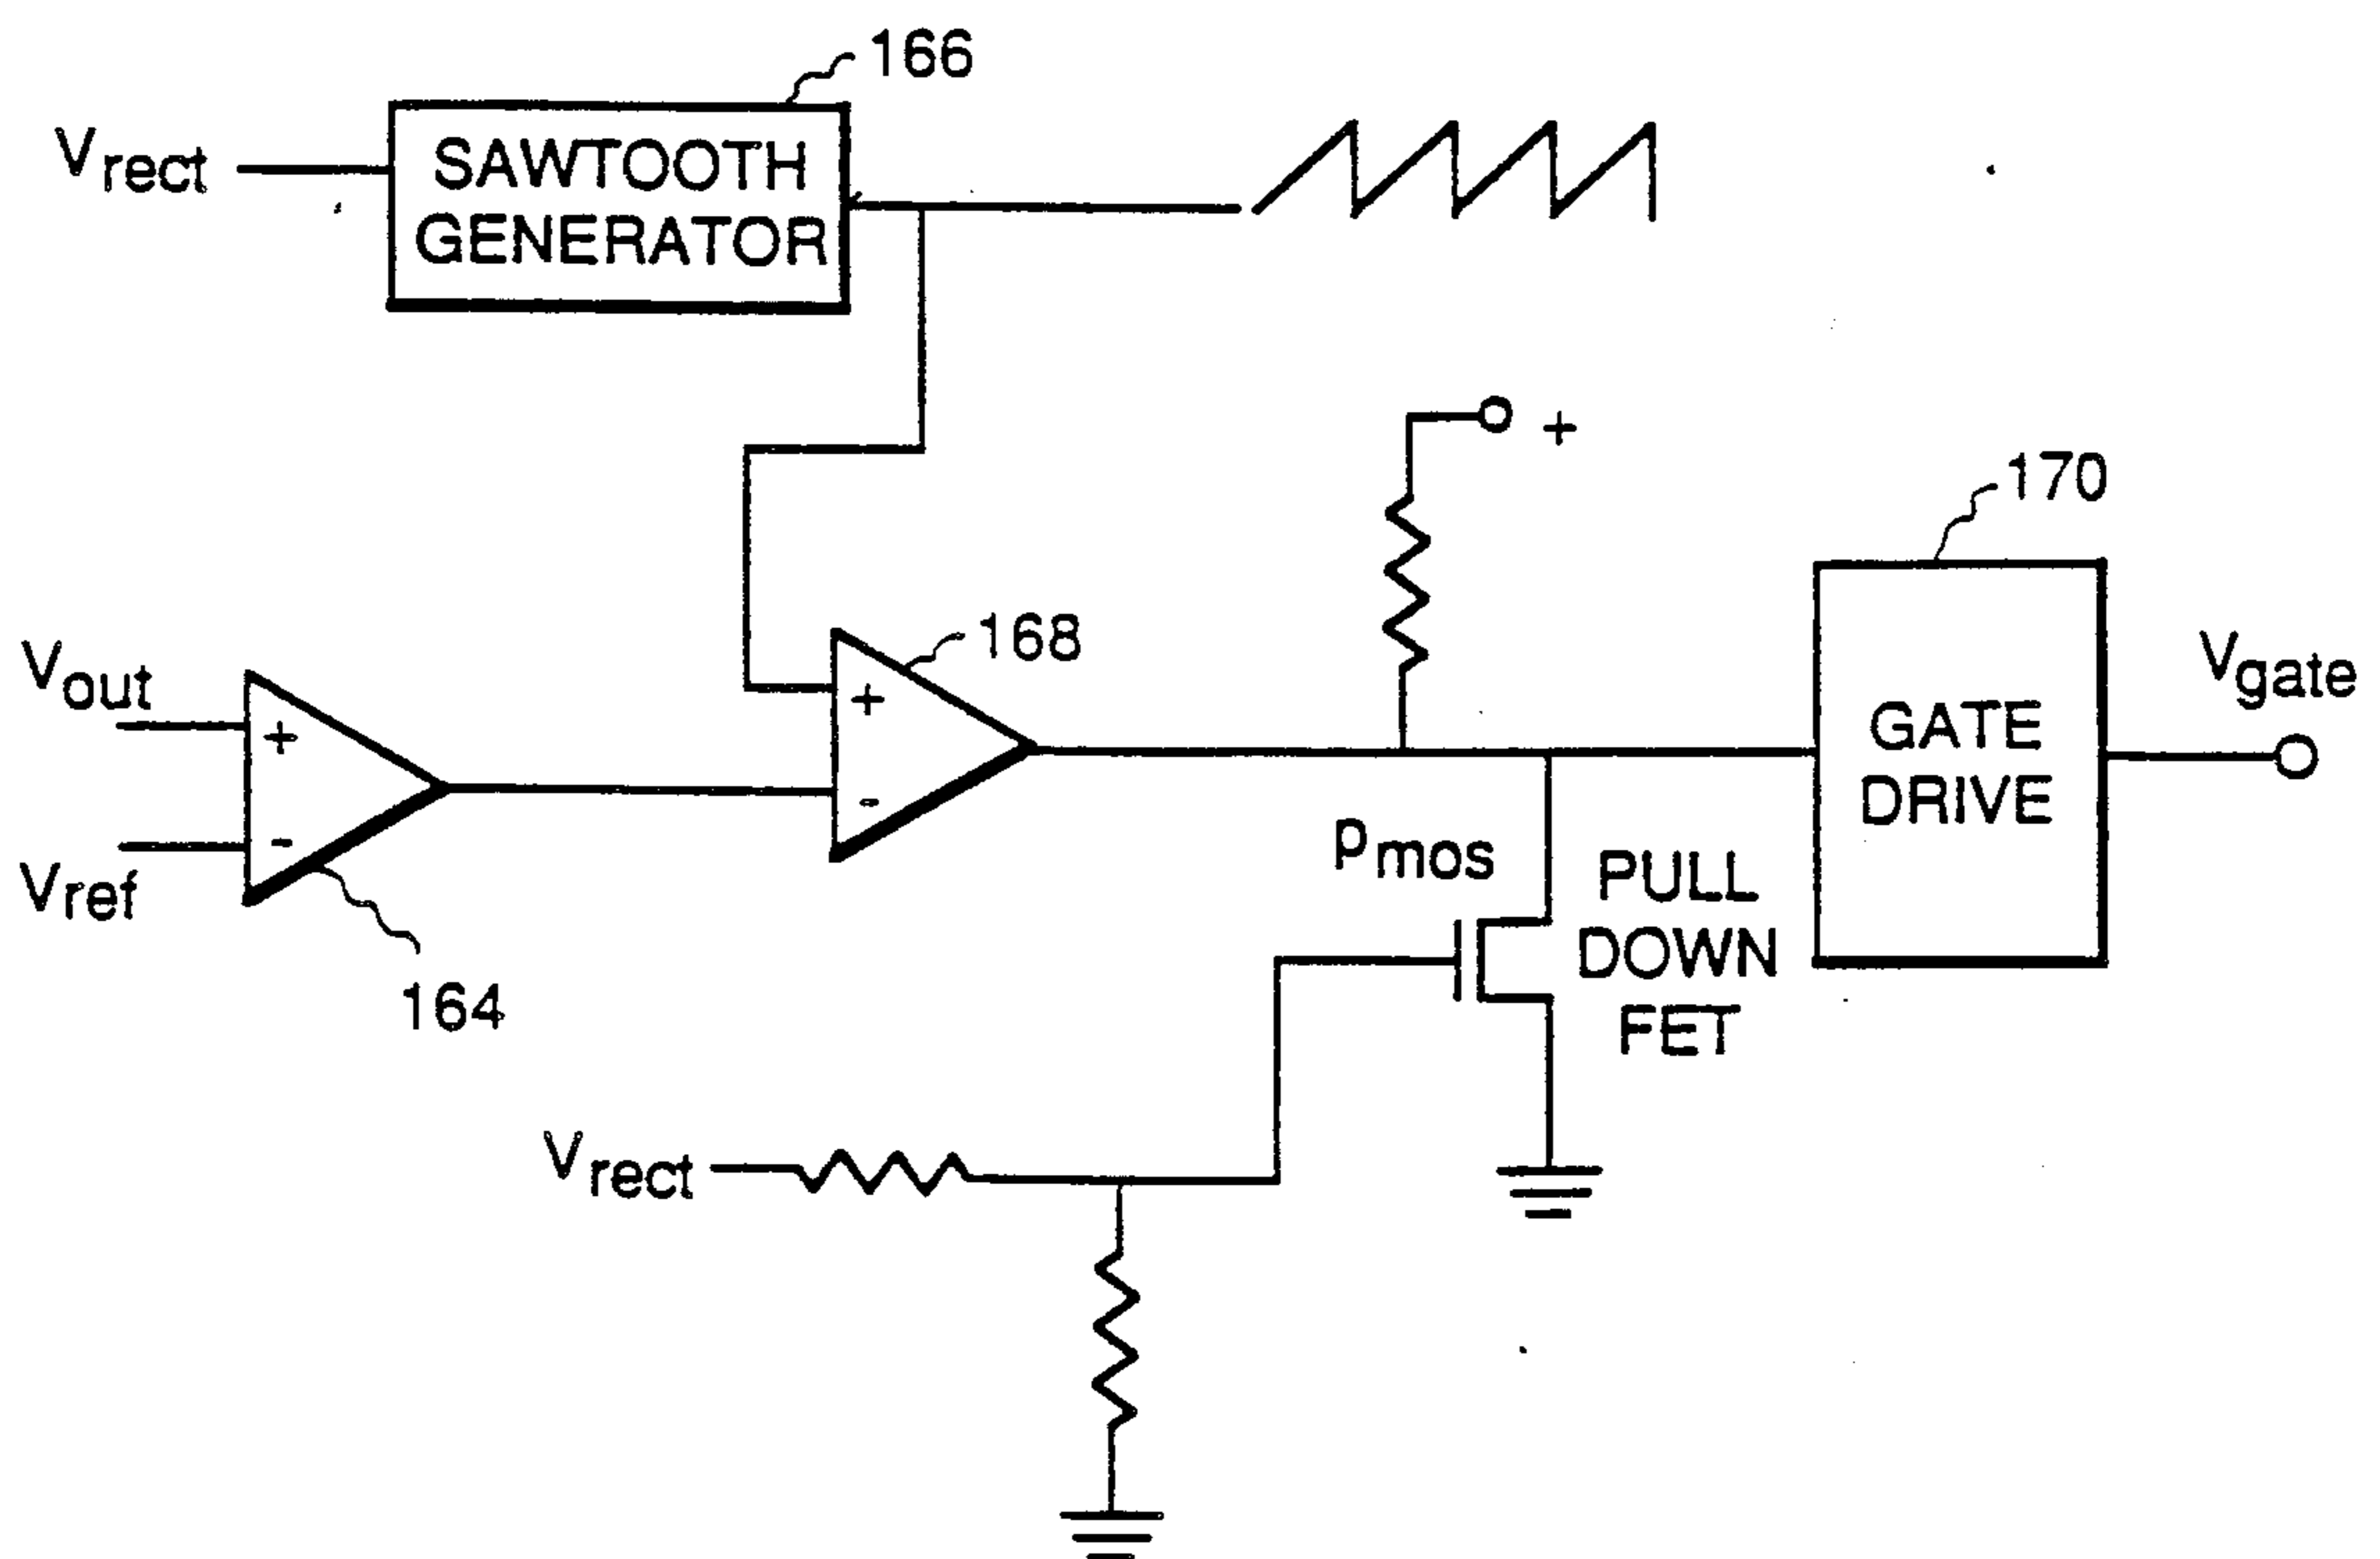 166
Vrect
SAWTOOTH
GENERATOR
+
170
168
Vout
+
+
Vgate
GATE
DRIVE
-
-
Vref
pmos
PULL
DOWN
FET
164
Vrect